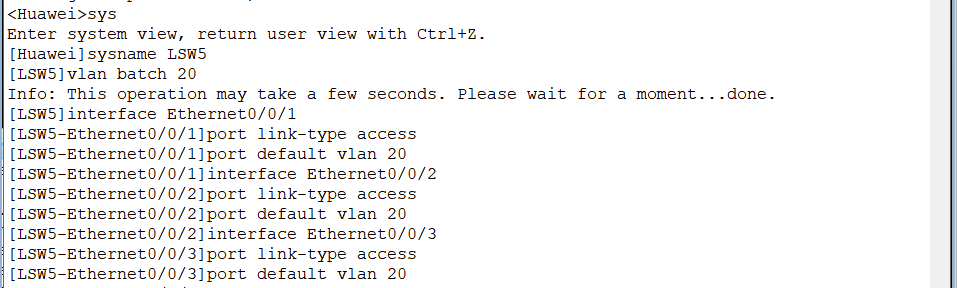 <Huawei>sys
Enter system view, return user view with Ctrl+Z.
[Huawei]sysname LSW5
[LSW5]vlan batch 20
Info: This operation may take a few seconds. Please wait for a moment...done.
[LSW5]interface Ethernet0/0/1
[LSW5-Ethernet0/0/1]port link-type access
[LSW5-Ethernet0/0/1]port default vlan 20
[LSW5-Ethernet0/0/1]interface Ethernet0/0/2
[LSW5-Ethernet0/0/2]port link-type access
[LSW5-Ethernet0/0/2]port default vlan 20
[LSW5-Ethernet0/0/2]interface Ethernet0/0/3
[LSW5-Ethernet0/0/3]port link-type access
[LSW5-Ethernet0/0/3]port default vlan 20